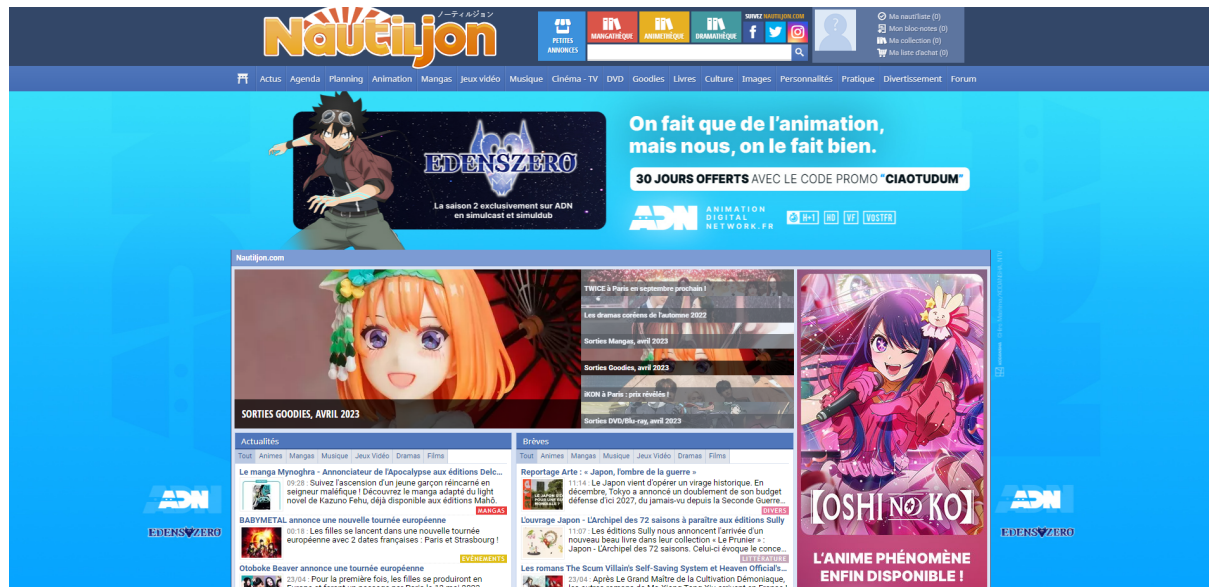 Nautiljon
ノーティルジョン
PETITES
ANNONCES
MANGATHÈQUE
ANIMETHÈQUE
DRAMATHÈQUE
SUIVEZ NAUTILJON.COM
Ma nautiliste (0)
Mon bloc-notes (0)
Ma collection (0)
Ma liste d'achat (0)
Actus Agenda Planning Animation Mangas Jeux vidéo Musique Cinéma - TV DVD Goodies Livres Culture Images Personnalités Pratique Divertissement Forum
EDENSZERO
La saison 2 exclusivement sur ADN
en simulcast et simuldub
On fait que de l'animation,
mais nous, on le fait bien.
30 JOURS OFFERTS AVEC LE CODE PROMO "CIAOTUDUM"
ADN
ANIMATION
DIGITAL
NETWORK.FR
H+1 HD VF VOSTFR
Nautiljon.com
SORTIES GOODIES, AVRIL 2023
TWICE à Paris en septembre prochain !
Les dramas coréens de l'automne 2022
Sorties Mangas, avril 2023
Sorties Goodies, avril 2023
iKON à Paris : prix révélés !
Sorties DVD/Blu-ray, avril 2023
Actualités
Tout Animes Mangas Musique Jeux Vidéo Dramas Films
Le manga Mynoghra - Annonciateur de l'Apocalypse aux éditions Delc...
09:28 : Suivez l'ascension d'un jeune garçon réincarné en
seigneur maléfique ! Découvrez le manga adapté du light
novel de Kazuno Fehu, déjà disponible aux éditions Mahô.
MANGAS
BABYMETAL annonce une nouvelle tournée européenne
00:18 : Les filles se lancent dans une nouvelle tournée
européenne avec 2 dates françaises : Paris et Strasbourg !
EVÉNEMENTS
Otoboke Beaver annonce une tournée européenne
23/04 : Pour la première fois, les filles se produiront en
Brèves
Tout Animes Mangas Musique Jeux Vidéo Dramas Films
Reportage Arte : « Japon, l'ombre de la guerre »
11:14 : Le Japon vient d'opérer un virage historique. En
décembre, Tokyo a annoncé un doublement de son budget
défense d'ici 2027, du jamais-vu depuis la Seconde Guerre...
DIVERS
L'ouvrage Japon - L'Archipel des 72 saisons à paraître aux éditions Sully
11:07 : Les éditions Sully nous annoncent l'arrivée d'un
nouveau beau livre dans leur collection « Le Prunier » :
Japon - L'Archipel des 72 saisons. Celui-ci évoque le conce...
LITTÉRATURE
Les romans The Scum Villain's Self-Saving System et Heaven Official's...
23/04 : Après Le Grand Maître de la Cultivation Démoniaque,
【OSHI NO KO】
L'ANIME PHÉNOMÈNE
ENFIN DISPONIBLE !
ADN
EDENSZERO
ADN
EDENSZERO